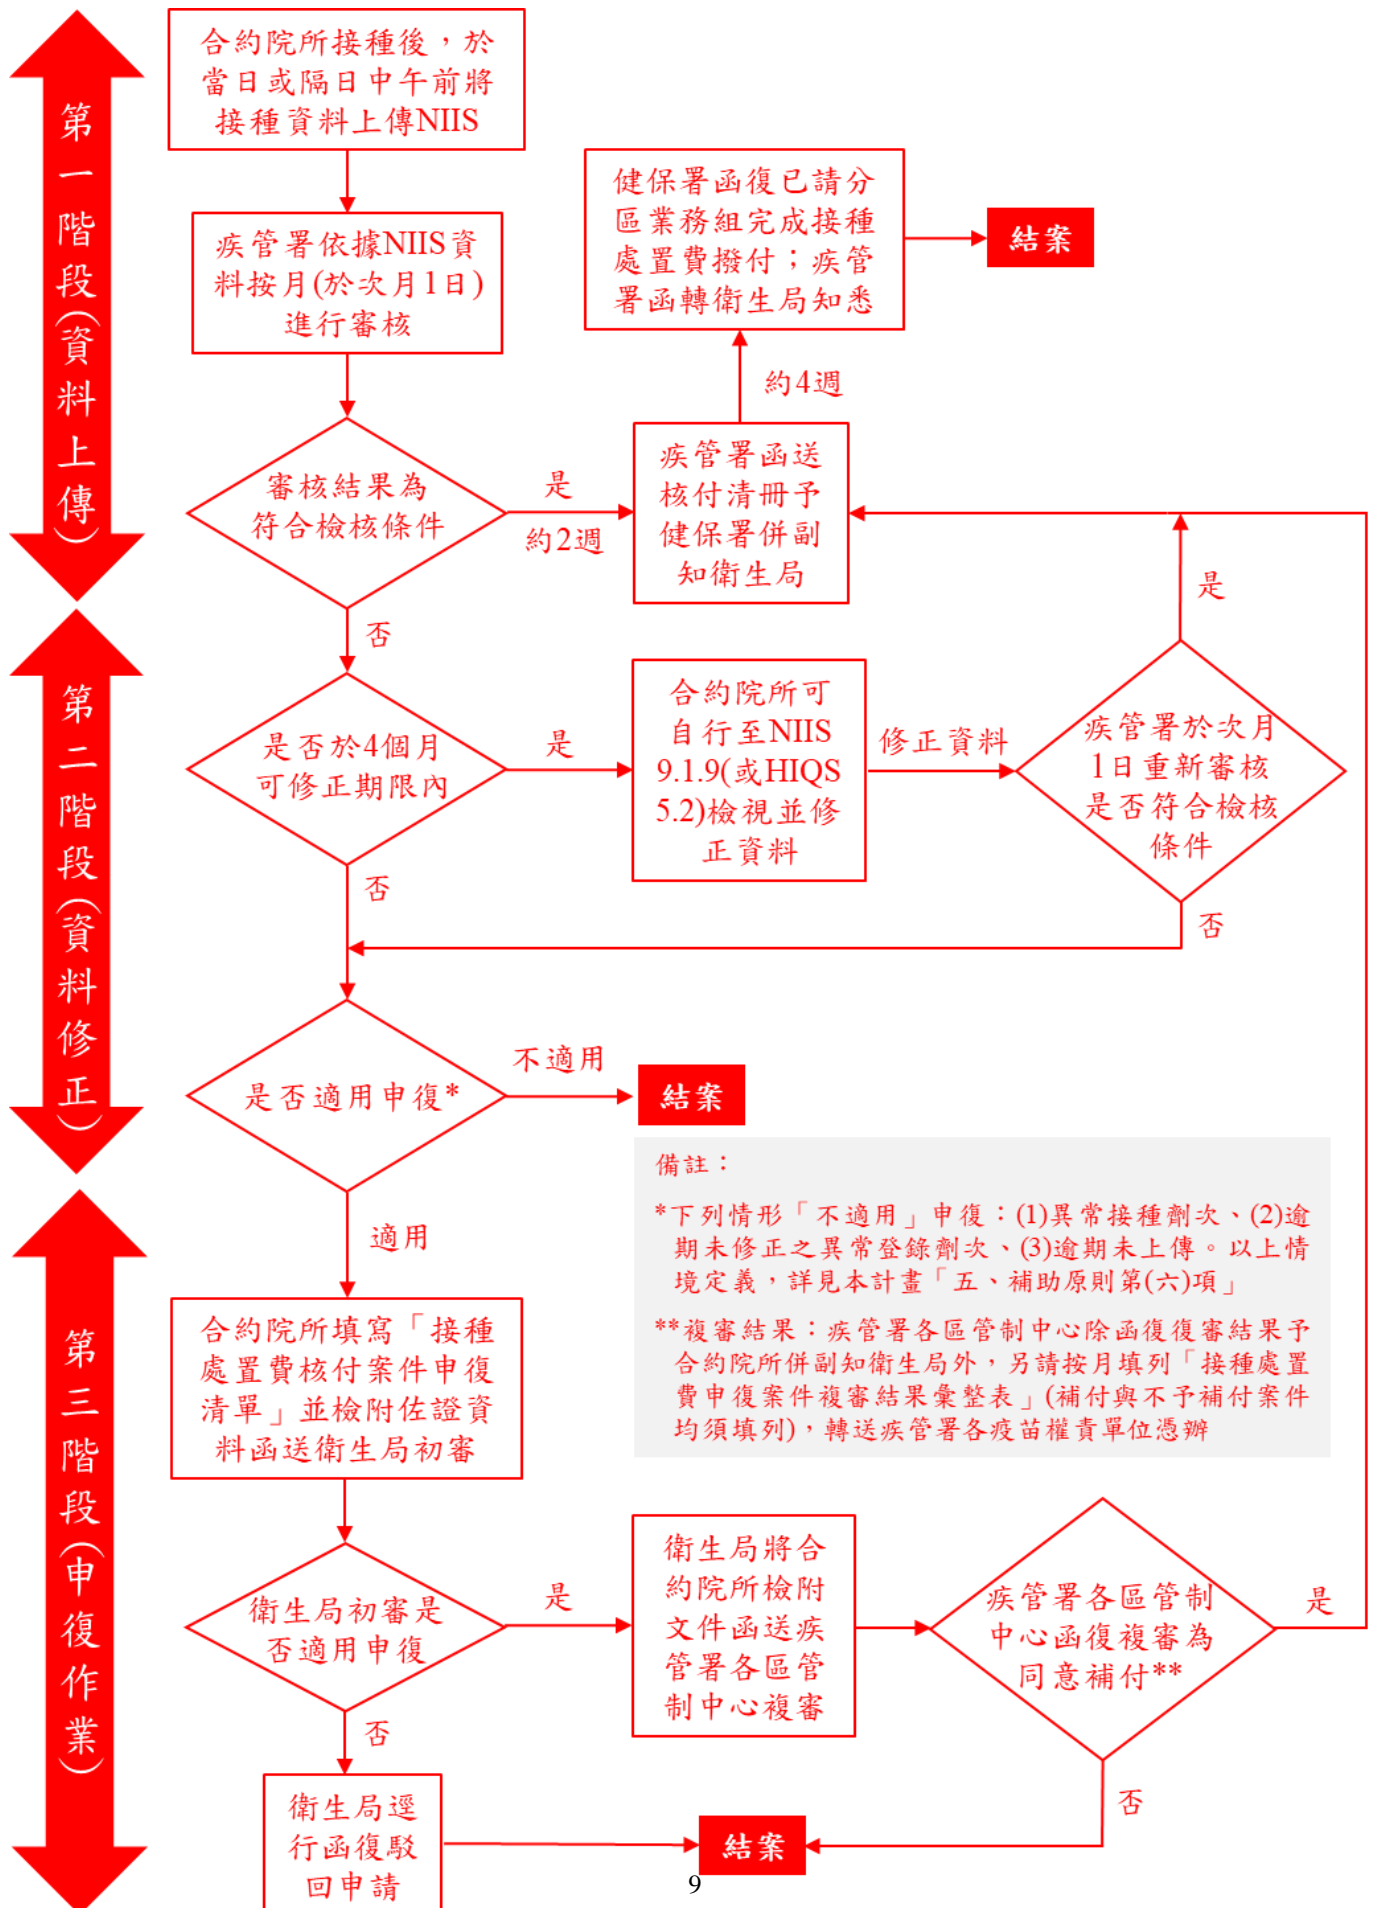 第一階段(資料上傳)
合約院所接種後，於
當日或隔日中午前將
接種資料上傳NIIS
疾管署依據NIIS資
料按月(於次月1日)
進行審核
健保署函復已請分
區業務組完成接種
處置費撥付；疾管
署函轉衛生局知悉
結案
約4週
審核結果為
符合檢核條件
是
約2週
疾管署函送
核付清冊予
健保署併副
知衛生局
否
是
第二階段(資料修正)
是否於4個月
可修正期限內
是
合約院所可
自行至NIIS
9.1.9(或HIQS
5.2)檢視並修
正資料
修正資料
疾管署於次月
1日重新審核
是否符合檢核
條件
否
否
是否適用申復*
不適用
結案
適用
備註：
*下列情形「不適用」申復：(1)異常接種劑次、(2)逾
期未修正之異常登錄劑次、(3)逾期未上傳。以上情
境定義，詳見本計畫「五、補助原則第(六)項」
**複審結果：疾管署各區管制中心除函復復審結果予
合約院所併副知衛生局外，另請按月填列「接種處置
費申復案件複審結果彙整表」(補付與不予補付案件
均須填列)，轉送疾管署各疫苗權責單位憑辦
第三階段(申復作業)
合約院所填寫「接種
處置費核付案件申復
清單」並檢附佐證資
料函送衛生局初審
衛生局初審是
否適用申復
是
衛生局將合
約院所檢附
文件函送疾
管署各區管
制中心複審
疾管署各區管制
中心函復複審為
同意補付**
是
否
否
衛生局逕
行函復駁
回申請
結案
9